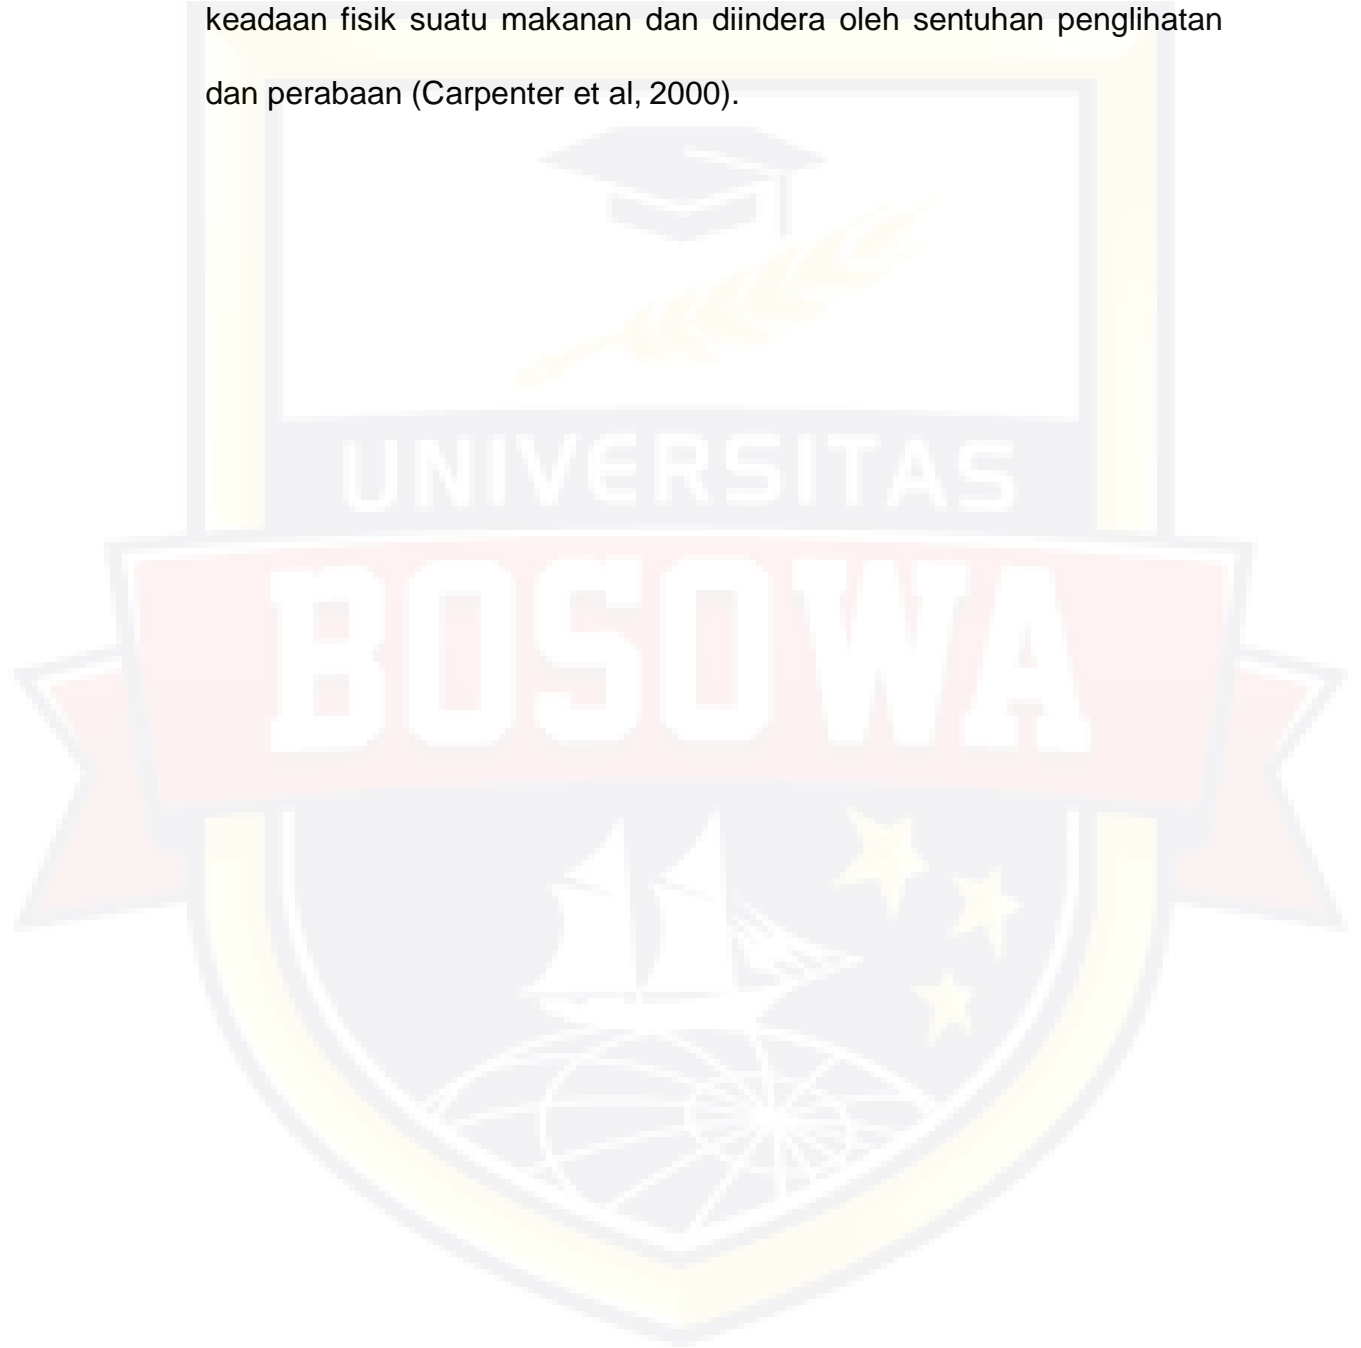 keadaan fisik suatu makanan dan diindera oleh sentuhan penglihatan
dan perabaan (Carpenter et al, 2000).
UNIVERSITAS
BOSOWA